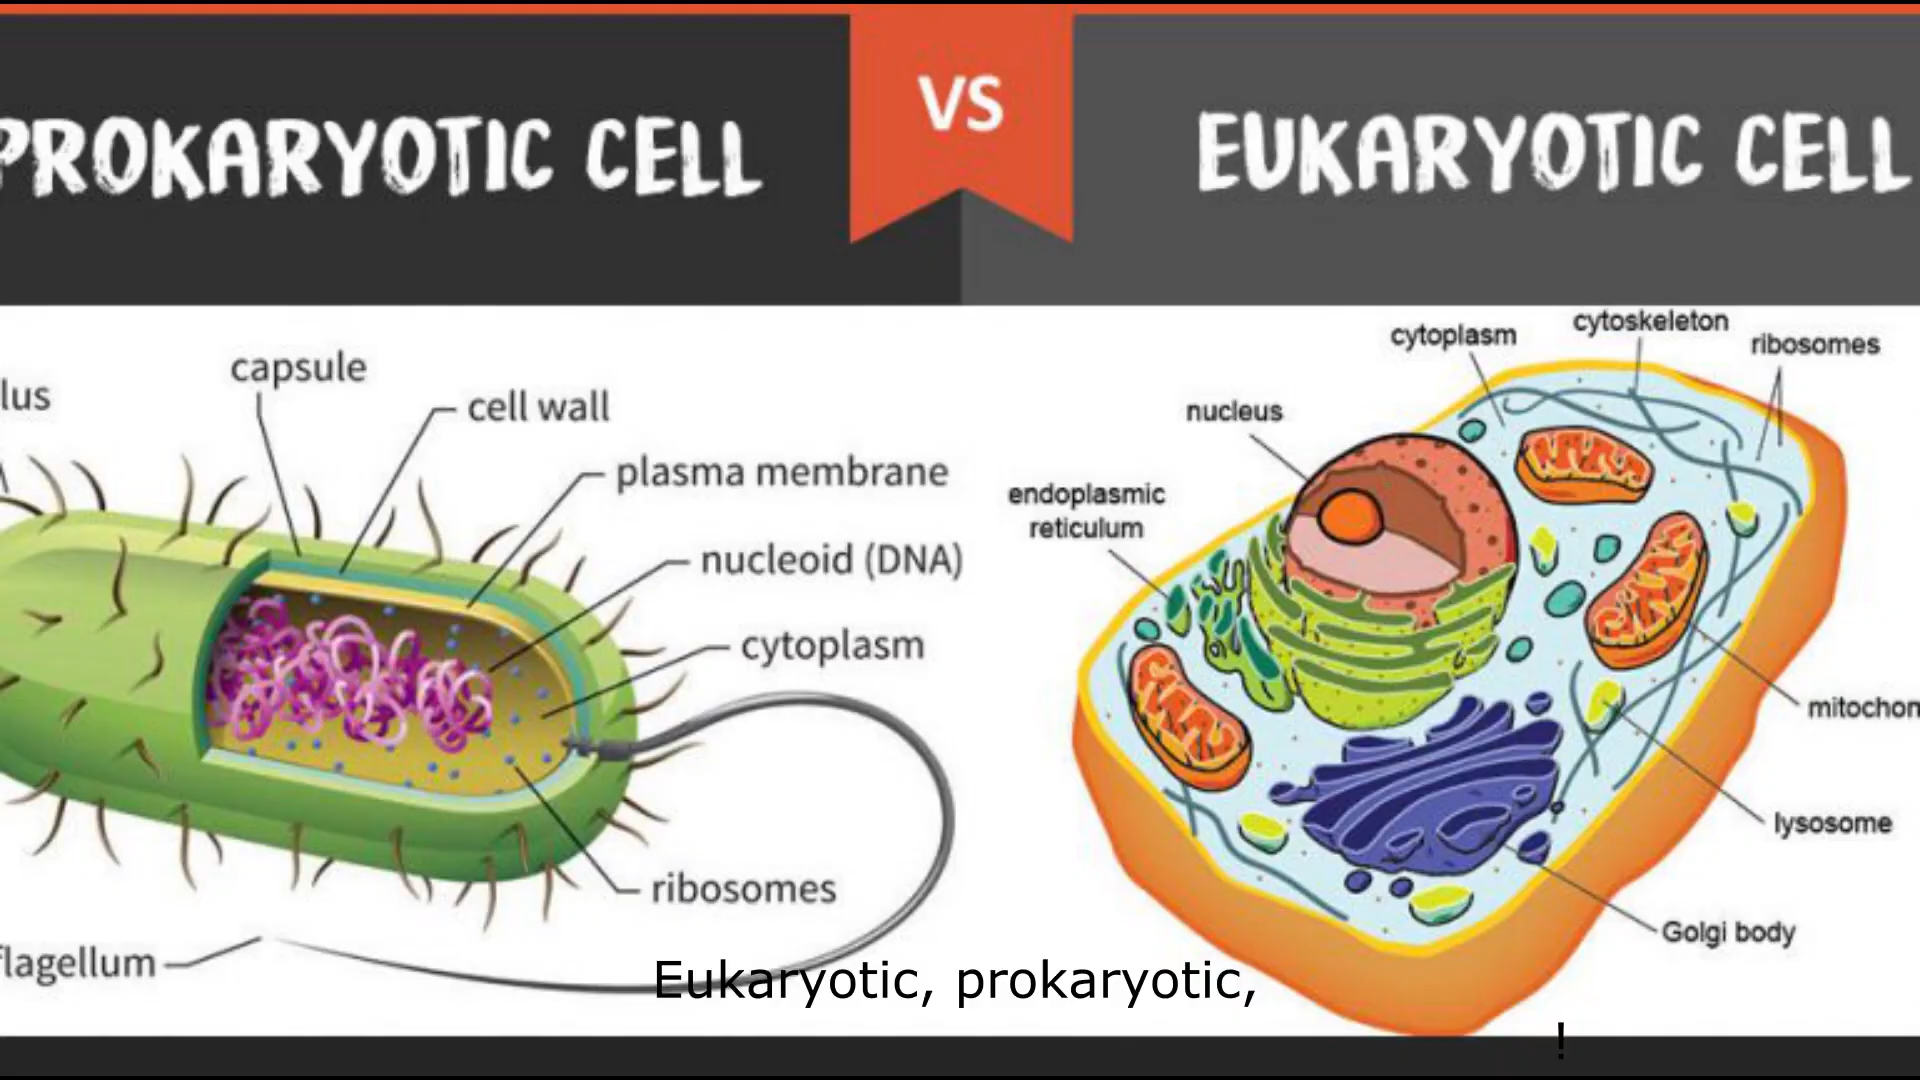 PROKARYOTIC CELL
VS
EUKARYOTIC CELL
lus
capsule
cell wall
plasma membrane
nucleoid (DNA)
cytoplasm
ribosomes
flagellum
cytoplasm
cytoskeleton
ribosomes
nucleus
endoplasmic
reticulum
mitochon
lysosome
Golgi body
Eukaryotic, prokaryotic,
!